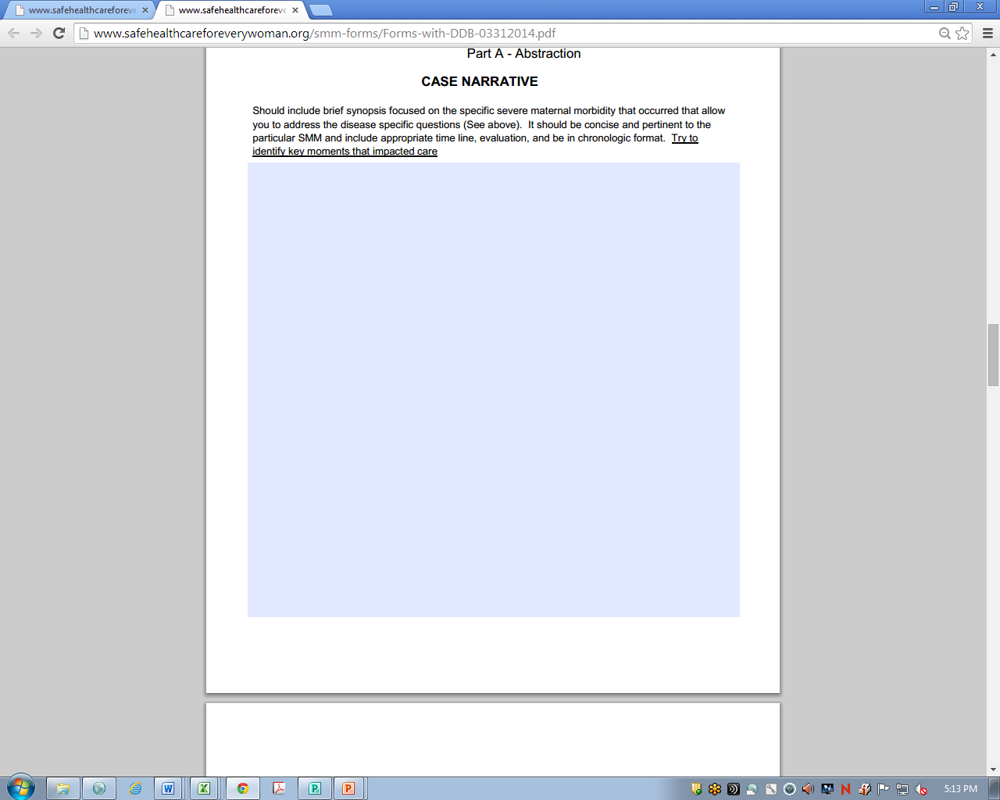 www.safehealthcareforeve
www.safehealthcareforeve
www.safehealthcareforeverywoman.org/smm-forms/Forms-with-DDB-03312014.pdf
Part A - Abstraction
CASE NARRATIVE
Should include brief synopsis focused on the specific severe maternal morbidity that occurred that allow
you to address the disease specific questions (See above).  It should be concise and pertinent to the
particular SMM and include appropriate time line, evaluation, and be in chronologic format.  Try to
identify key moments that impacted care
5:13 PM